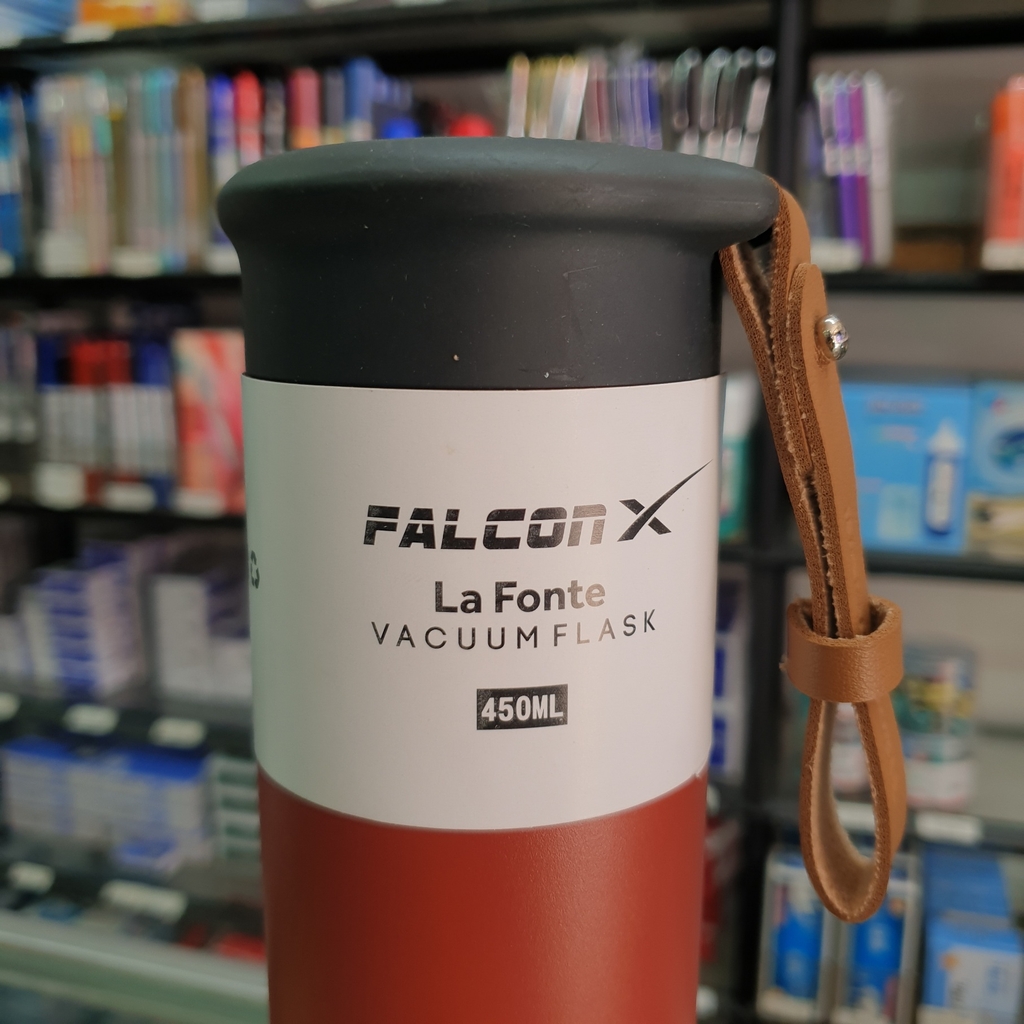 FALCON X
La Fonte
VACUUM FLASK
450ML